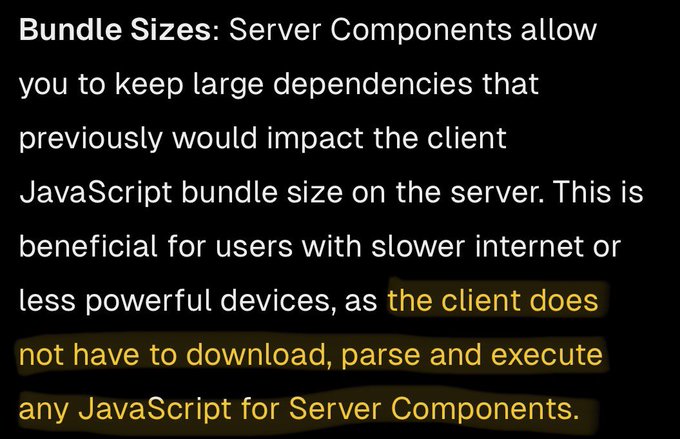 Bundle Sizes: Server Components allow
you to keep large dependencies that
previously would impact the client
JavaScript bundle size on the server. This is
beneficial for users with slower internet or
less powerful devices, as the client does
not have to download, parse and execute
any JavaScript for Server Components.